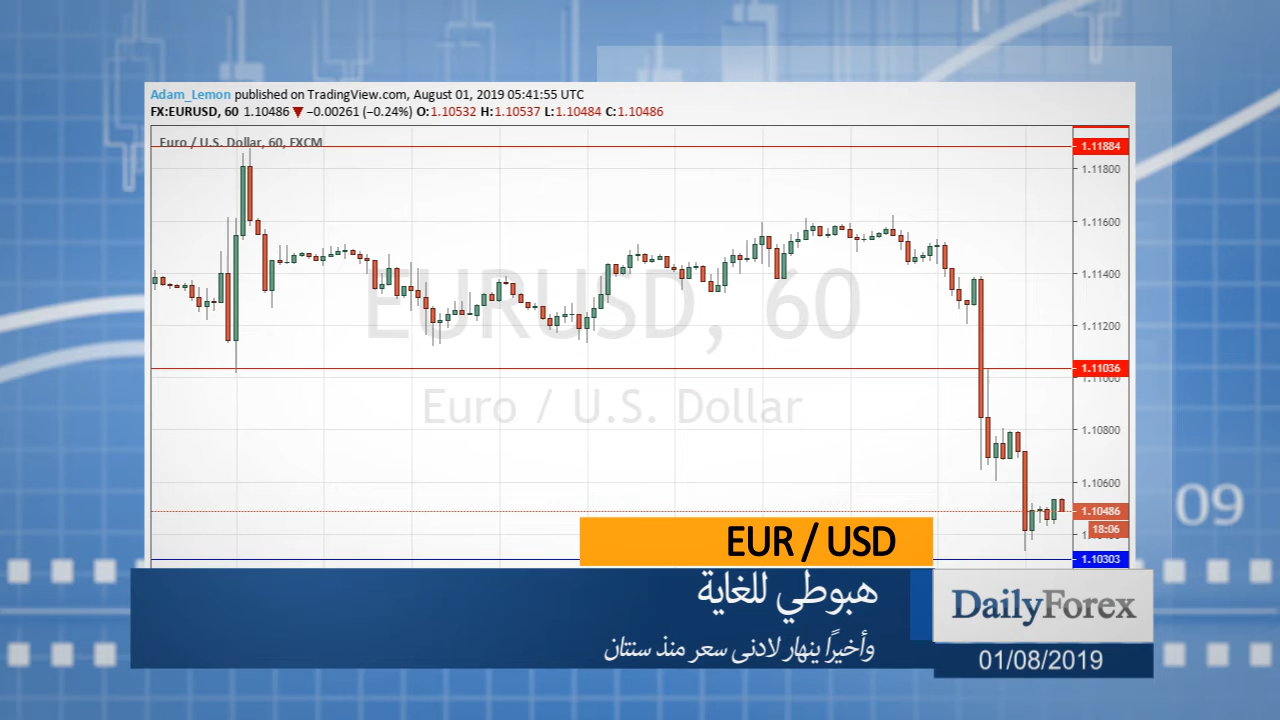 Adam_Lemon published on TradingView.com, August 01, 2019 05:41:55 UTC
FX:EURUSD, 60 1.10486 ▼ −0.00261 (−0.24%) O:1.10532 H:1.10537 L:1.10484 C:1.10486
Euro / U.S. Dollar, 60, FXCM
1.11884
1.11800
1.11600
1.11400
1.11200
1.11036
1.11000
1.10800
1.10600
1.10486
18:06
1.10303
EURUSD, 60
Euro / U.S. Dollar
09
EUR / USD
هبوطي للغاية
وأخيرًا ينهار لادنى سعر منذ سنتان
DailyForex
01/08/2019